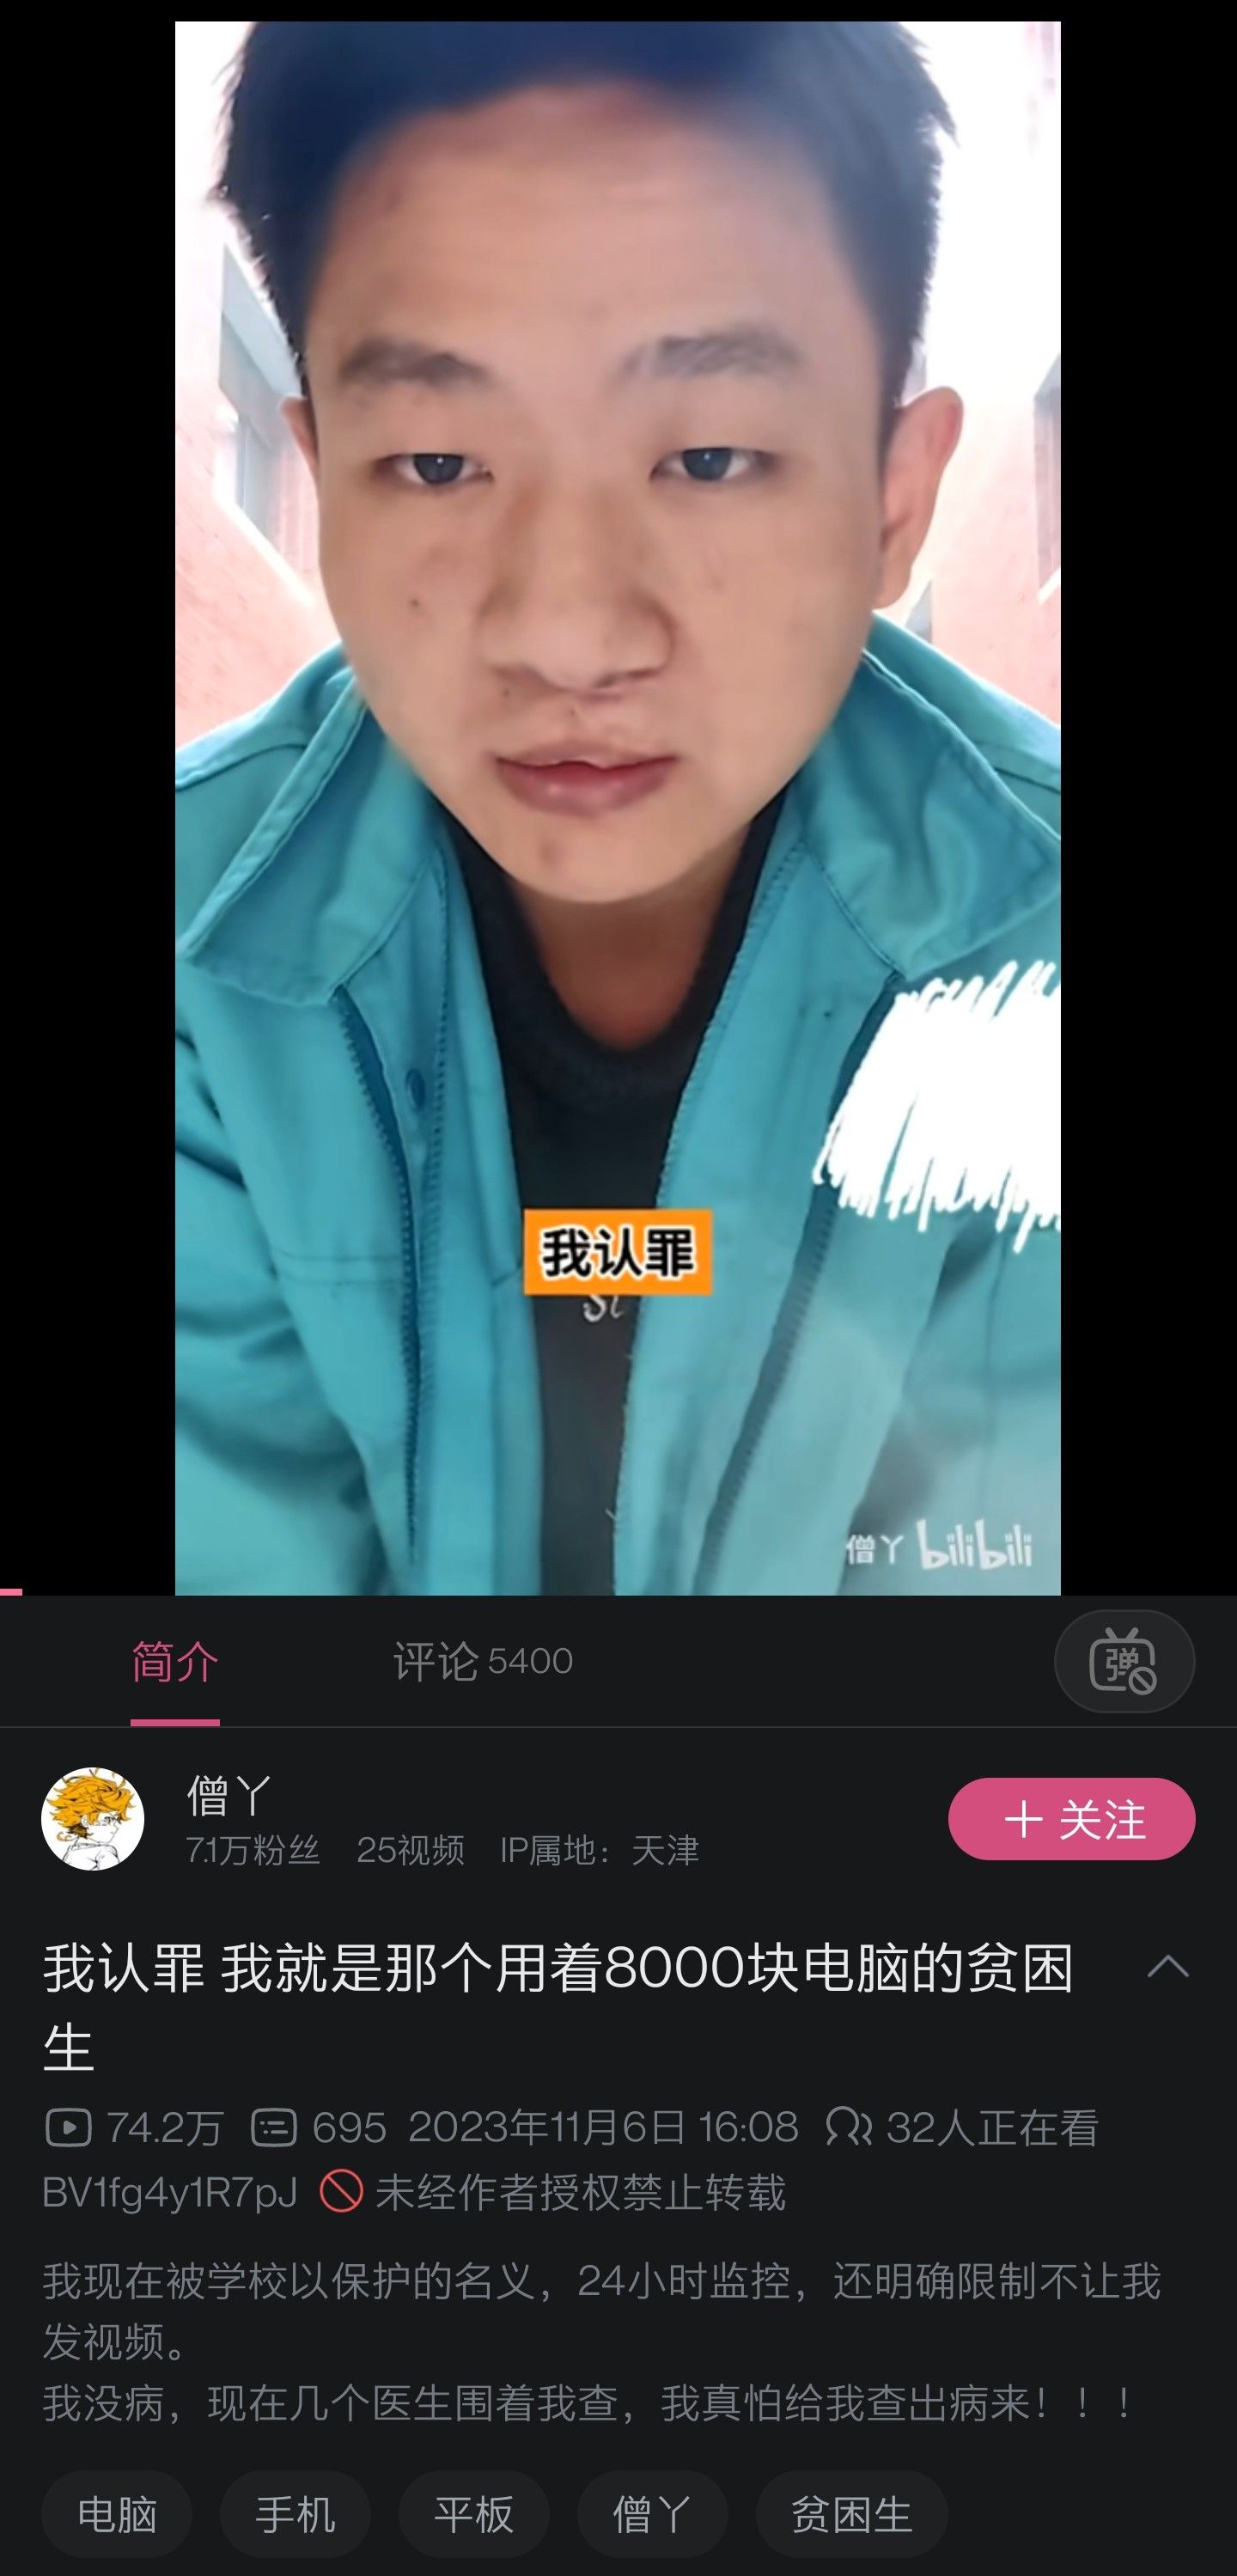 我认罪
St
僧丫 bilibili
简介
评论 5400
弹
僧丫
7.1万粉丝 25视频 IP属地：天津
+ 关注
我认罪 我就是那个用着8000块电脑的贫困
生
74.2万 695 2023年11月6日 16:08 32人正在看
BV1fg4y1R7pJ 未经作者授权禁止转载
我现在被学校以保护的名义，24小时监控，还明确限制不让我
发视频。
我没病，现在几个医生围着我查，我真怕给我查出病来！！！
电脑 手机 平板 僧丫 贫困生